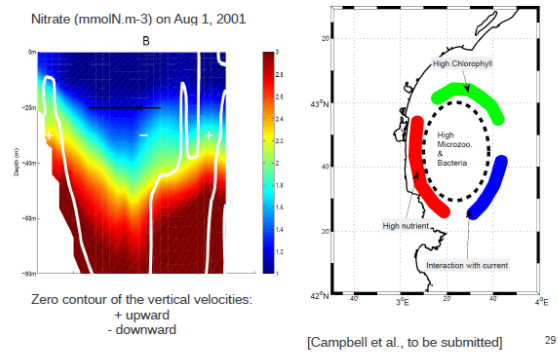 Nitrate (mmolN.m-3) on Aug 1, 2001
B
-0m
-20m
-40m
-60m
-80m
Depth (m)
+
−
+
3
2.8
2.6
2.4
2.2
2
1.8
1.6
1.4
1.2
1
Zero contour of the vertical velocities:
+ upward
- downward
20'
43°N
40'
20'
42°N
40'
3°E
20'
40'
4°E
High Chlorophyll
High
Microzoo.
&
Bacteria
High nutrient
Interaction with current
[Campbell et al., to be submitted]
29